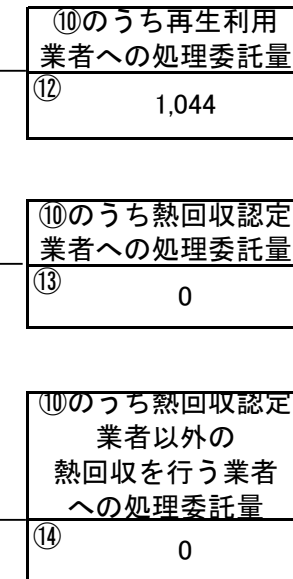 ⑩のうち再生利用
業者への処理委託量
⑫
1,044
⑩のうち熱回収認定
業者への処理委託量
⑬
0
⑩のうち熱回収認定
業者以外の
熱回収を行う業者
への処理委託量
⑭
0